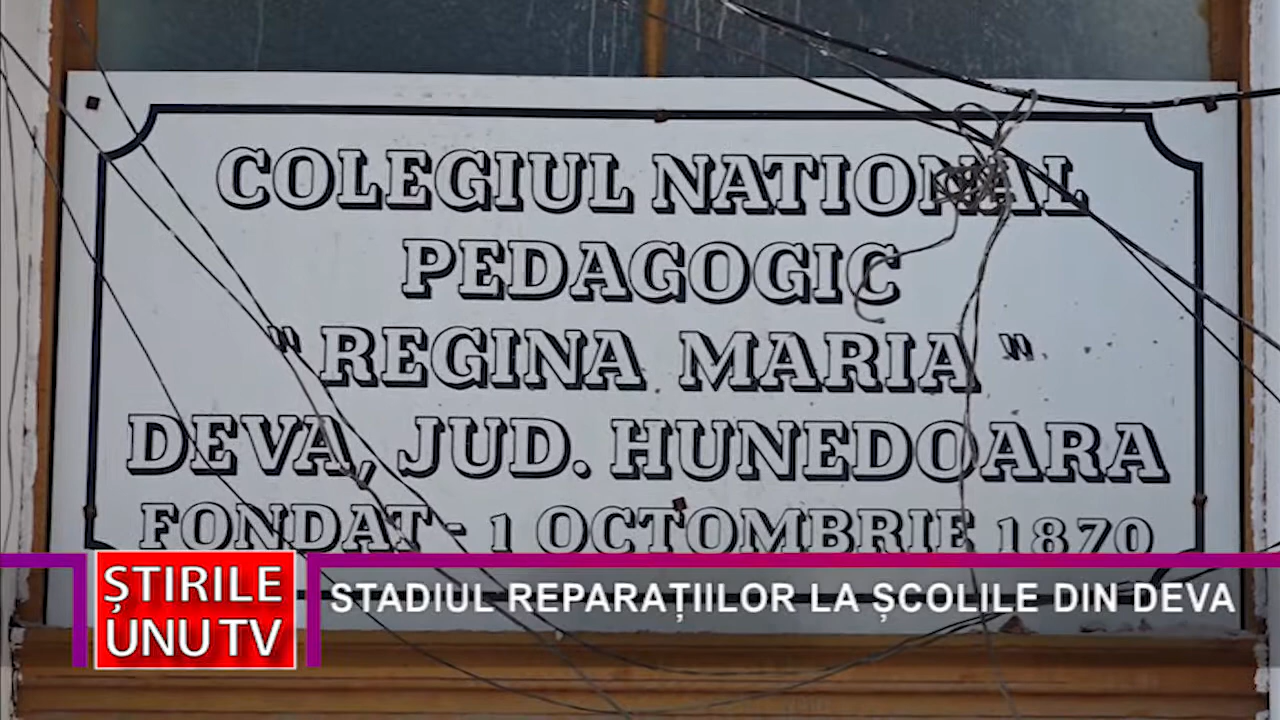 COLEGIUL NATIONAL
PEDAGOGIC
" REGINA MARIA "
DEVA, JUD. HUNEDOARA
FONDAT - 1 OCTOMBRIE 1870
ȘTIRILE
UNU TV
STADIUL REPARAȚIILOR LA ȘCOLILE DIN DEVA